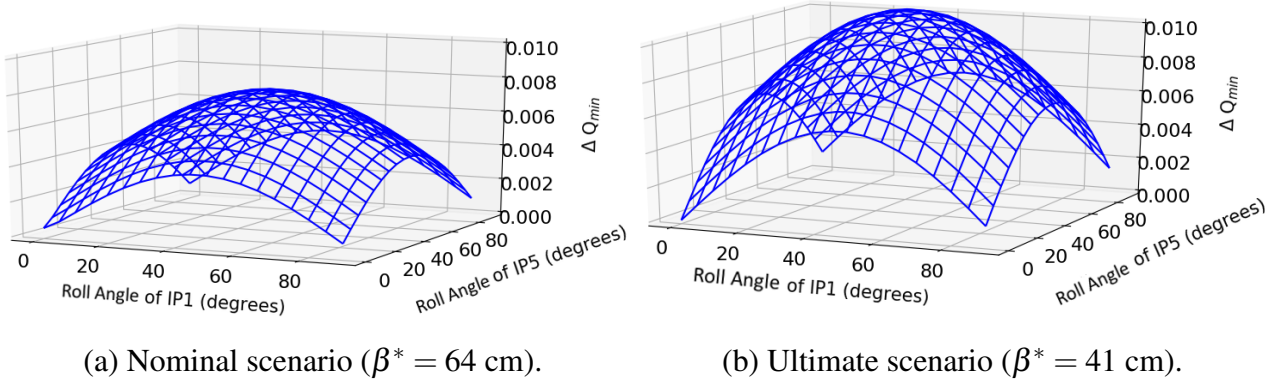 0.010
0.008
0.006
0.004
0.002
0.000
Δ Q_min
0 20 40 60 80
Roll Angle of IP1 (degrees)
0 20 40 60 80
Roll Angle of IP5 (degrees)
(a) Nominal scenario (β* = 64 cm).
0.010
0.008
0.006
0.004
0.002
0.000
Δ Q_min
0 20 40 60 80
Roll Angle of IP1 (degrees)
0 20 40 60 80
Roll Angle of IP5 (degrees)
(b) Ultimate scenario (β* = 41 cm).